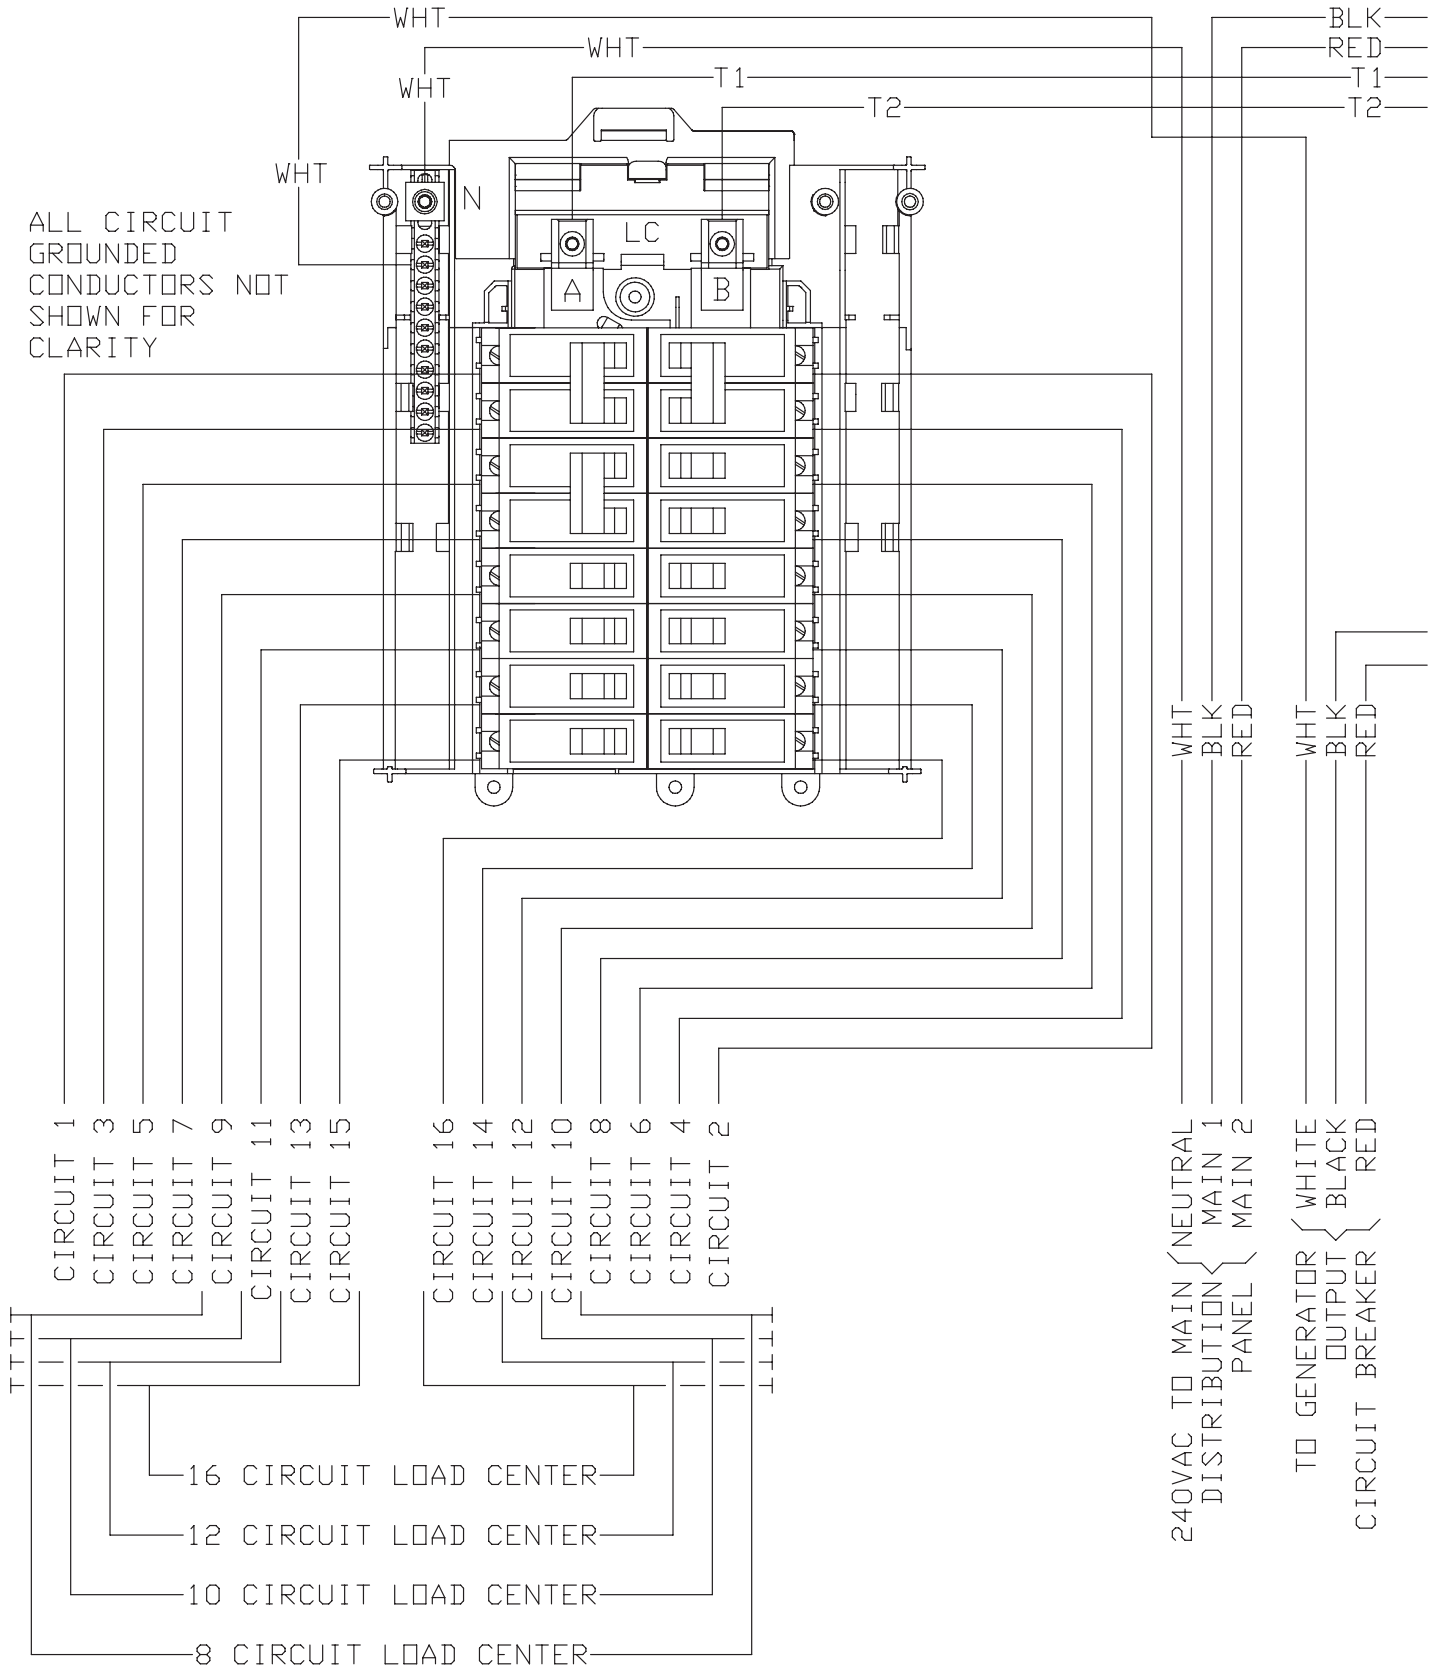 WHT
BLK
WHT
RED
T1
T1
WHT
T2
T2
WHT
N
ALL CIRCUIT
GROUNDED
CONDUCTORS NOT
SHOWN FOR
CLARITY
LC
A
B
WHT
BLK
RED
WHT
BLK
RED
CIRCUIT 1
CIRCUIT 3
CIRCUIT 5
CIRCUIT 7
CIRCUIT 9
CIRCUIT 11
CIRCUIT 13
CIRCUIT 15
CIRCUIT 16
CIRCUIT 14
CIRCUIT 12
CIRCUIT 10
CIRCUIT 8
CIRCUIT 6
CIRCUIT 4
CIRCUIT 2
240VAC TO MAIN
DISTRIBUTION
PANEL
NEUTRAL
MAIN 1
MAIN 2
TO GENERATOR
OUTPUT
CIRCUIT BREAKER
WHITE
BLACK
RED
16 CIRCUIT LOAD CENTER
12 CIRCUIT LOAD CENTER
10 CIRCUIT LOAD CENTER
8 CIRCUIT LOAD CENTER